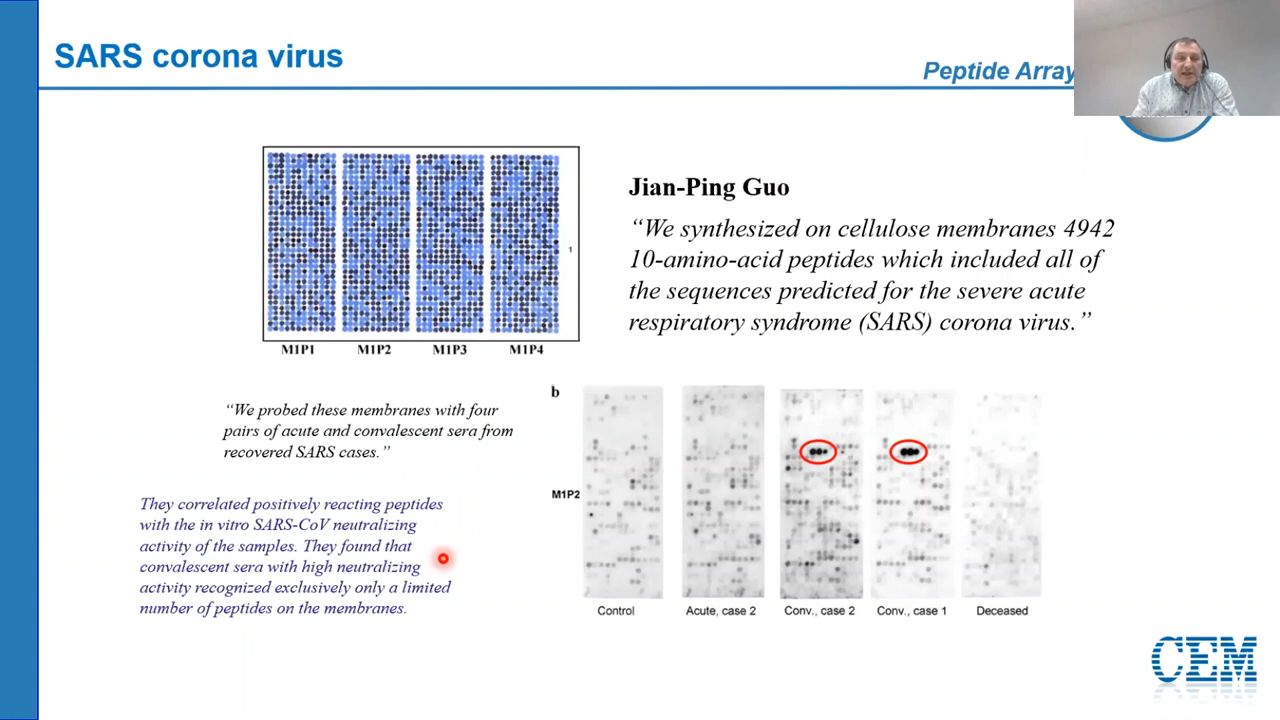 SARS corona virus
Peptide Array
M1P1 M1P2 M1P3 M1P4
1
Jian-Ping Guo
“We synthesized on cellulose membranes 4942
10-amino-acid peptides which included all of
the sequences predicted for the severe acute
respiratory syndrome (SARS) corona virus.”
“We probed these membranes with four
pairs of acute and convalescent sera from
recovered SARS cases.”
They correlated positively reacting peptides
with the in vitro SARS-CoV neutralizing
activity of the samples. They found that
convalescent sera with high neutralizing
activity recognized exclusively only a limited
number of peptides on the membranes.
b
M1P2
Control Acute, case 2 Conv., case 2 Conv., case 1 Deceased
CEM